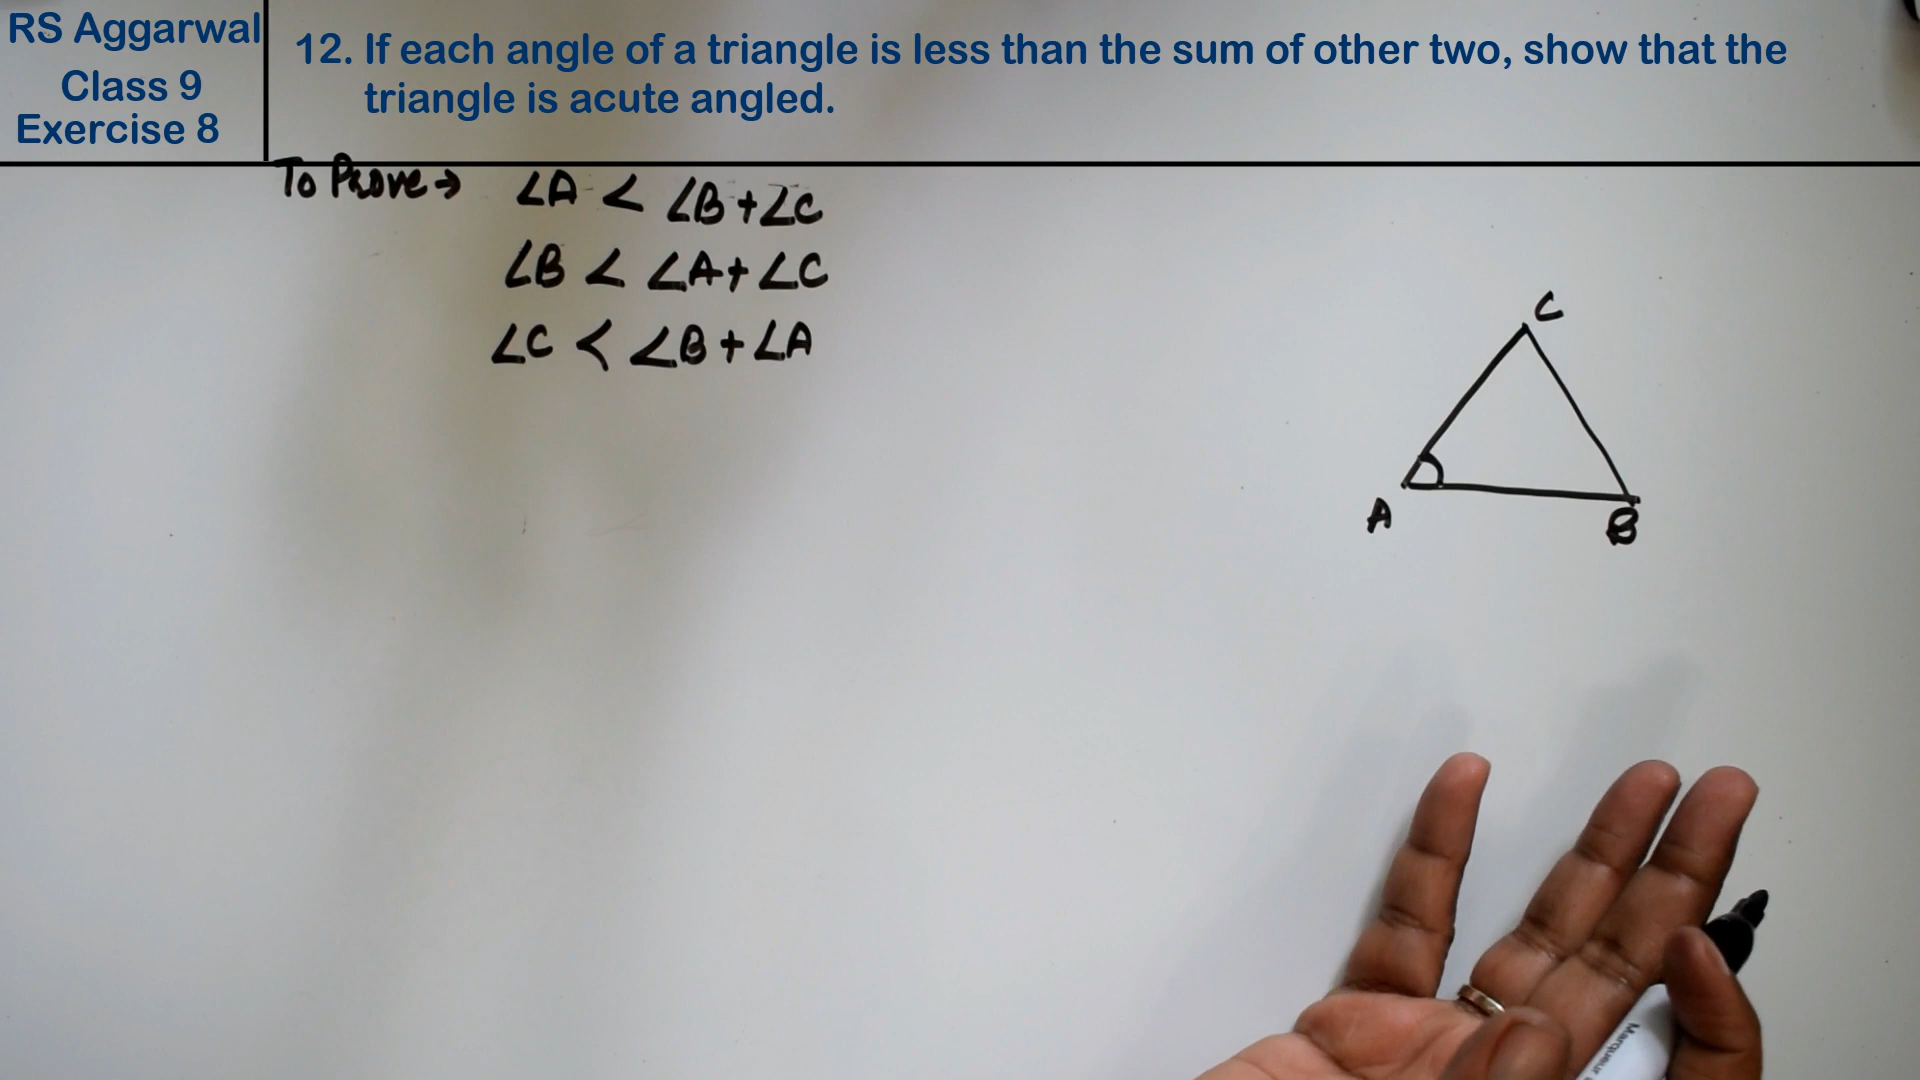 RS Aggarwal
Class 9
Exercise 8
12. If each angle of a triangle is less than the sum of other two, show that the
triangle is acute angled.
To Prove → ∠A < ∠B + ∠C
∠B < ∠A + ∠C
∠C < ∠B + ∠A
C
A
B
Marqueur